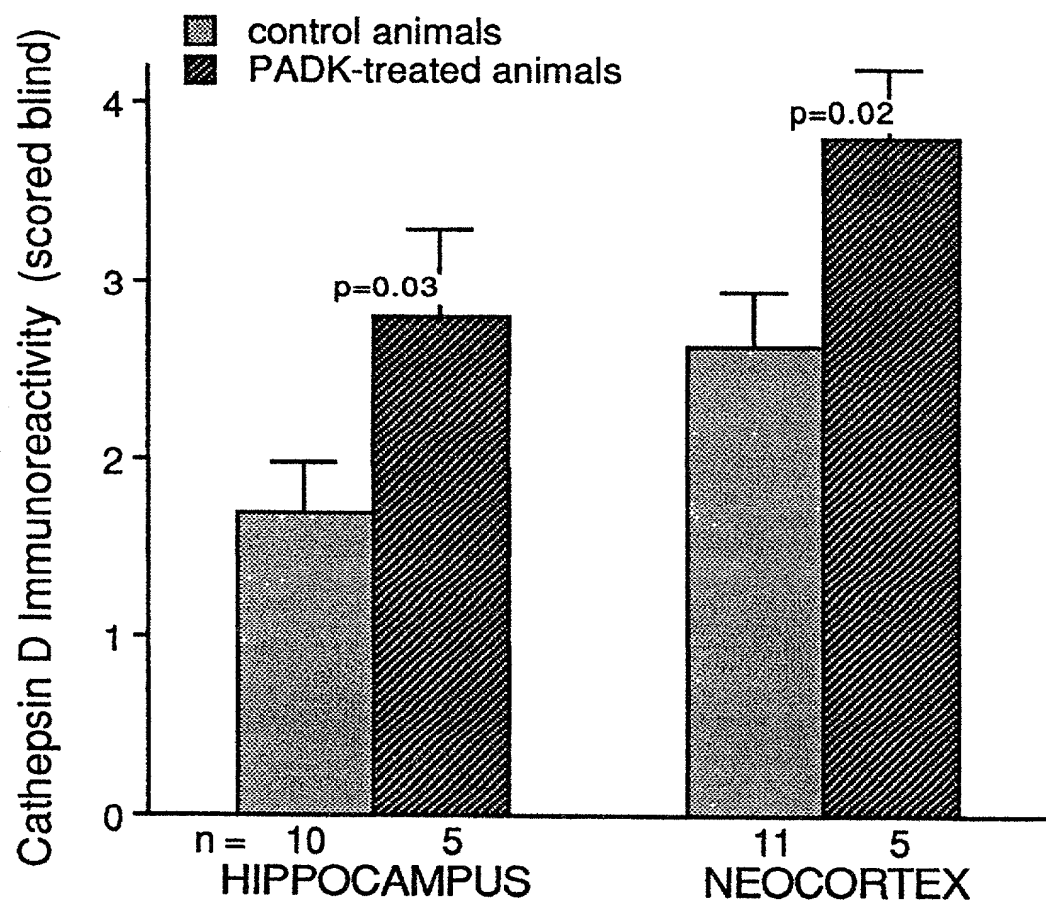 control animals
PADK-treated animals
Cathepsin D Immunoreactivity (scored blind)
4
3
2
1
0
p=0.03
p=0.02
n = 10 5 11 5
HIPPOCAMPUS NEOCORTEX